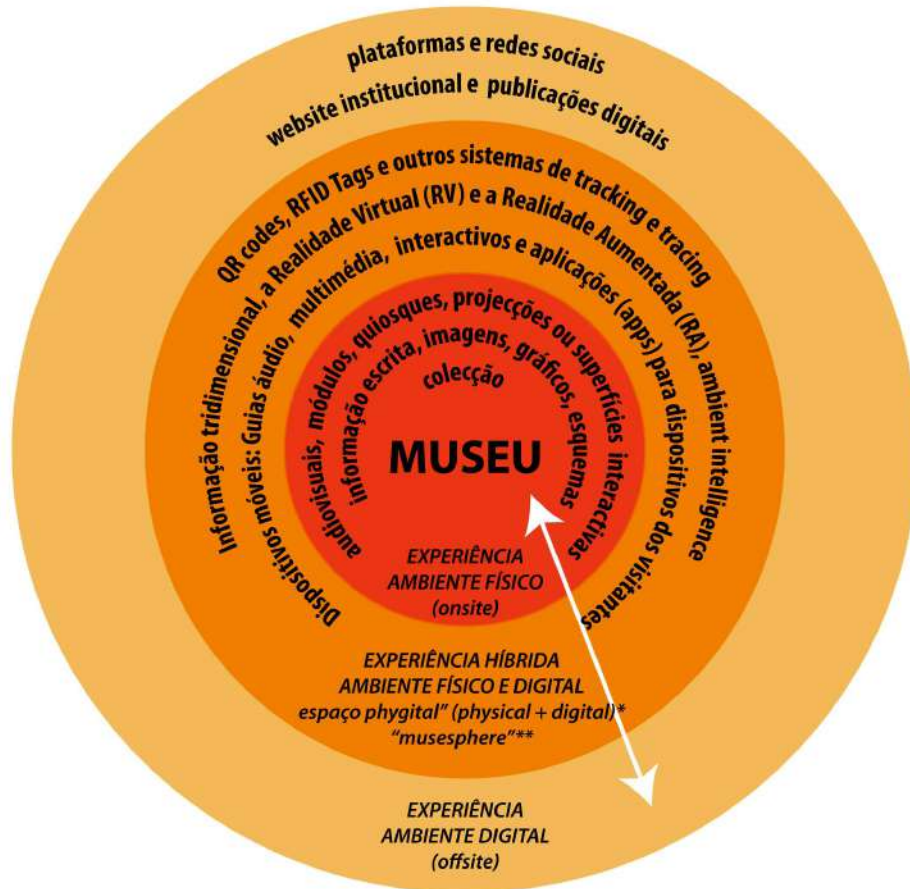 plataformas e redes sociais
website institucional e publicações digitais
QR codes, RFID Tags e outros sistemas de tracking e tracing
Informação tridimensional, a Realidade Virtual (RV) e a Realidade Aumentada (RA), ambient intelligence
Dispositivos móveis: Guias áudio, multimédia, interactivos e aplicações (apps) para dispositivos dos visitantes
audiovisuais, módulos, quiosques, projecções ou superfícies interactivas
informação escrita, imagens, gráficos, esquemas
colecção
MUSEU
EXPERIÊNCIA
AMBIENTE FÍSICO
(onsite)
EXPERIÊNCIA HÍBRIDA
AMBIENTE FÍSICO E DIGITAL
espaço phygital” (physical + digital)*
“musesphere”**
EXPERIÊNCIA
AMBIENTE DIGITAL
(offsite)